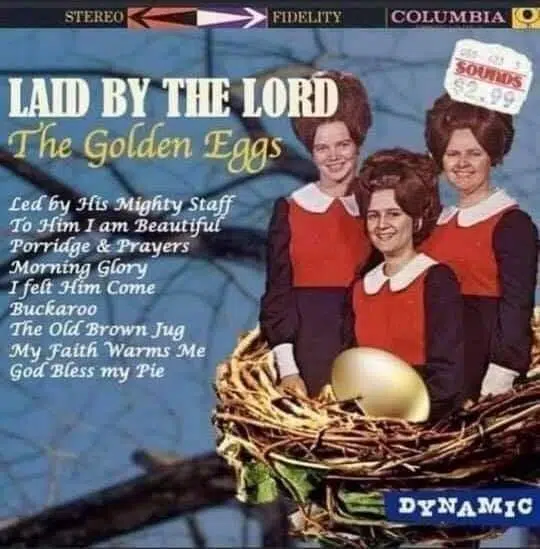 STEREO FIDELITY COLUMBIA
SOUNDS
$2.99
LAID BY THE LORD
The Golden Eggs
Led by His Mighty Staff
To Him I am Beautiful
Porridge & Prayers
Morning Glory
I felt Him Come
Buckaroo
The Old Brown Jug
My Faith Warms Me
God Bless my Pie
DYNAMIC